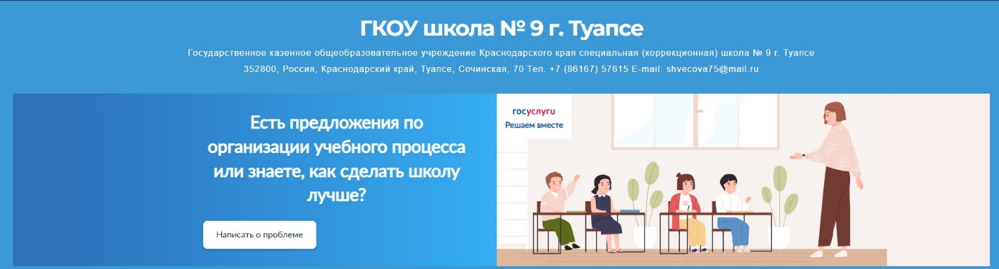 ГКОУ школа № 9 г. Туапсе
Государственное казенное общеобразовательное учреждение Краснодарского края специальная (коррекционная) школа № 9 г. Туапсе
352800, Россия, Краснодарский край, Туапсе, Сочинская, 70 Тел. +7 (86167) 57615 E-mail: shvecova75@mail.ru
Есть предложения по
организации учебного процесса
или знаете, как сделать школу
лучше?
Написать о проблеме
госуслуги
Решаем вместе